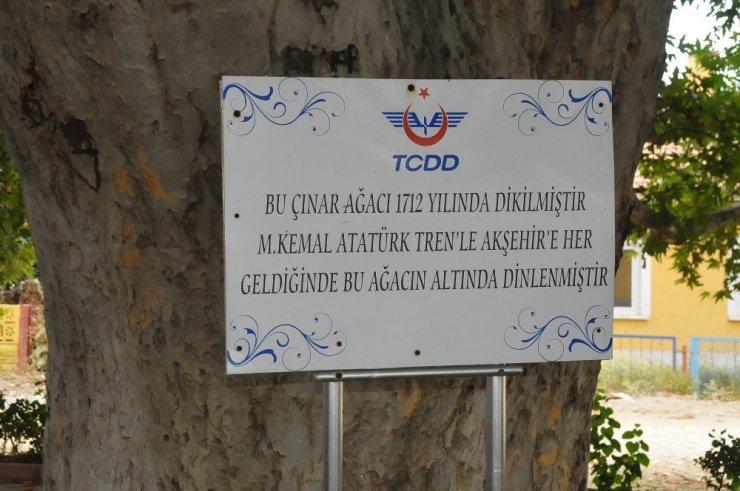 TCDD
BU ÇINAR AĞACI 1712 YILINDA DİKİLMİŞTİR
M.KEMAL ATATÜRK TREN'LE AKŞEHİR'E HER
GELDİĞİNDE BU AĞACIN ALTINDA DİNLENMİŞTİR